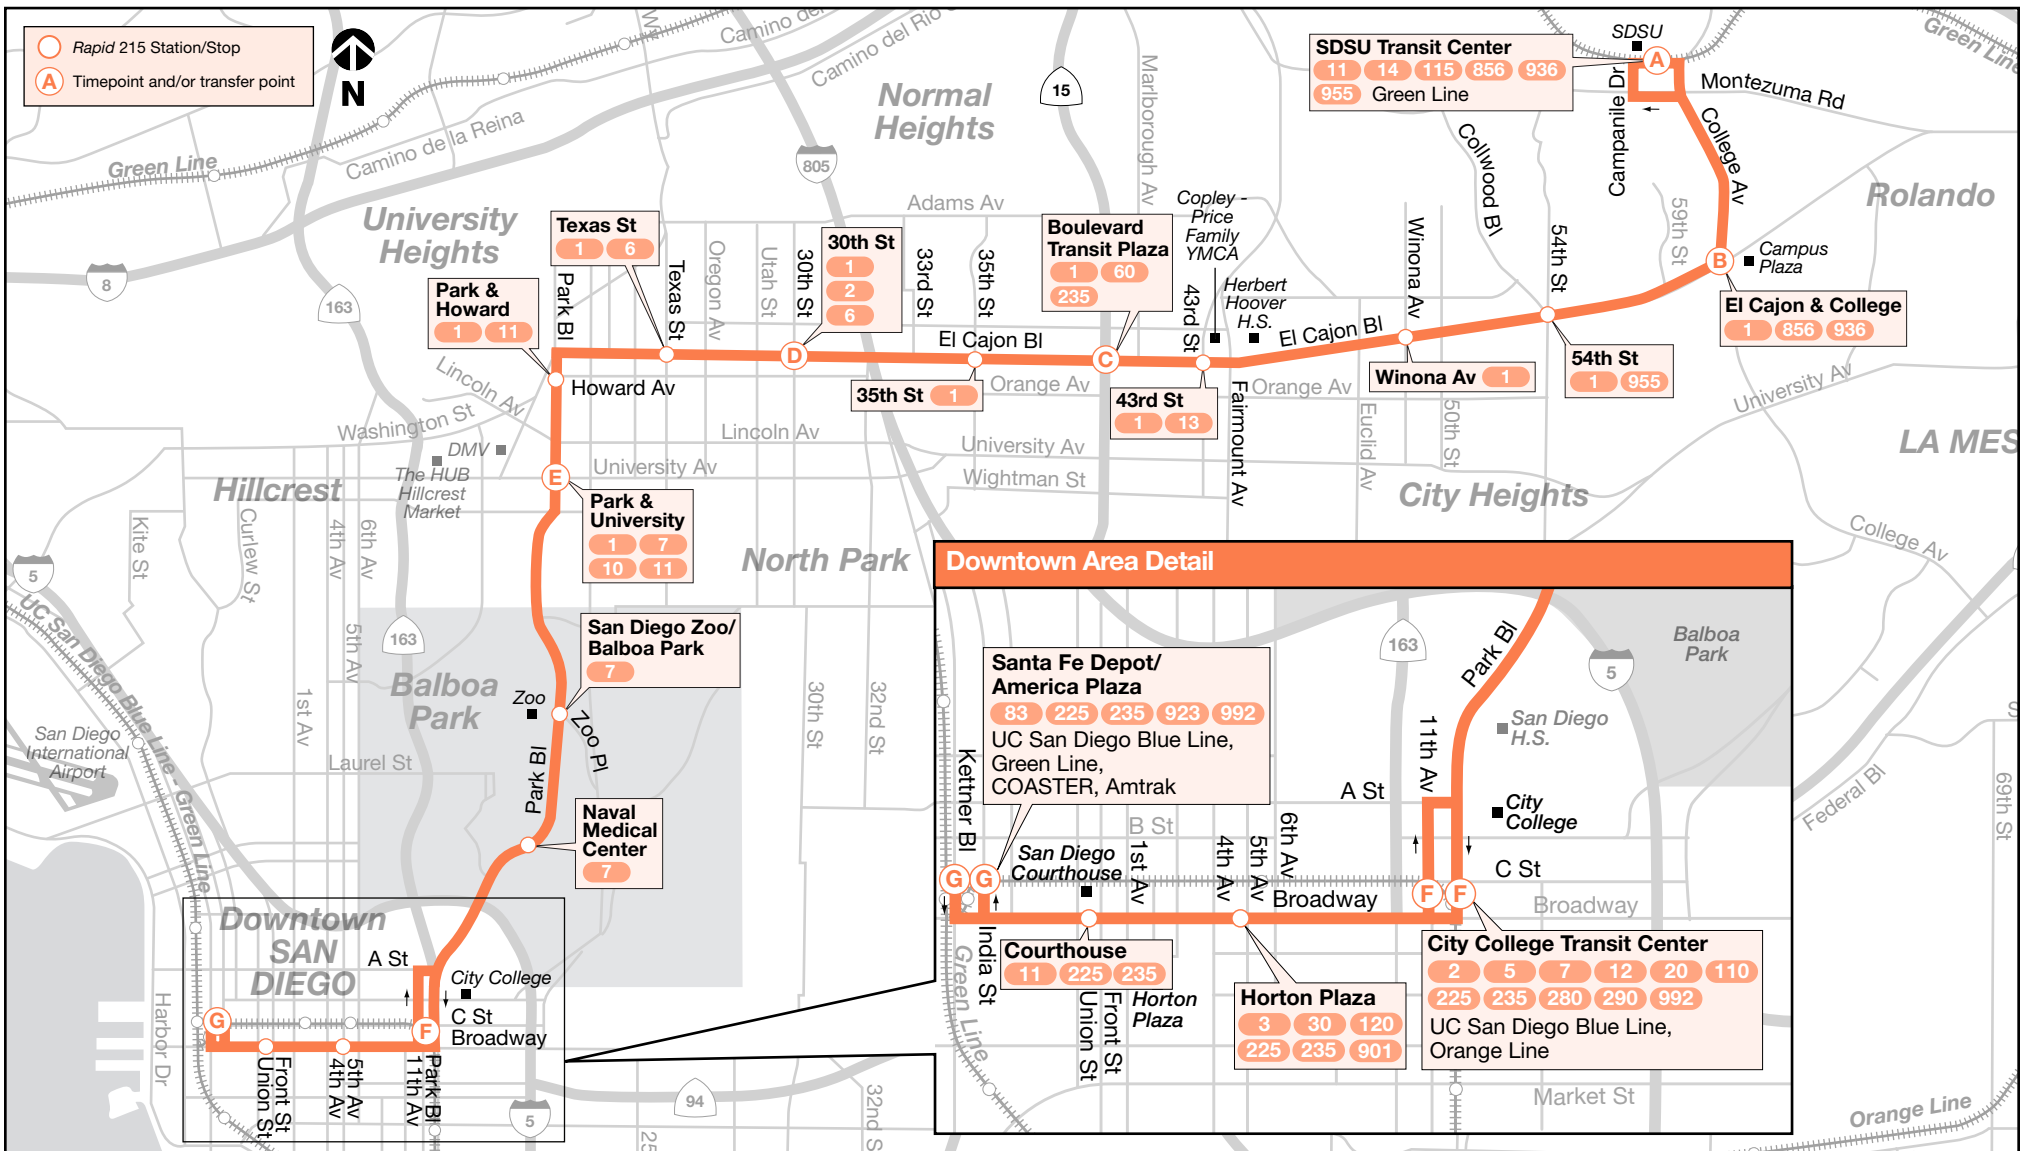 Rapid 215 Station/Stop
A Timepoint and/or transfer point
N
Green Line
Camino de la Reina
Camino del Rio
Camino de
W
805
15
163
8
Normal
Heights
University
Heights
Adams Av
Marlborough Av
SDSU
SDSU Transit Center
11 14 115 856 936
955 Green Line
A
Campanile Dr
Montezuma Rd
College Av
Collwood Bl
Green Line
Rolando
59th St
54th St
Winona Av
B
Campus
Plaza
El Cajon & College
1 856 936
Copley -
Price
Family
YMCA
Herbert
Hoover
H.S.
43rd St
Boulevard
Transit Plaza
1 60
235
C
35th St
33rd St
30th St
1
2
6
30th St
D
Utah St
Oregon Av
Texas St
Texas St
1 6
Park Bl
Park &
Howard
1 11
Howard Av
El Cajon Bl
El Cajon Bl
35th St 1
Orange Av
43rd St
1 13
Fairmount Av
Orange Av
Winona Av 1
54th St
1 955
50th St
Euclid Av
University Av
LA MES
City Heights
College Av
Lincoln Av
Washington St
DMV
The HUB
Hillcrest
Market
Hillcrest
Lincoln Av
University Av
University Av
Wightman St
E
Park &
University
1 7
10 11
North Park
Kite St
Curlew St
4th Av
6th Av
5th Av
1st Av
5
UC San Diego Blue Line - Green Line
163
Balboa
Park
San Diego Zoo/
Balboa Park
7
Zoo
Zoo Pl
Park Bl
30th St
32nd St
San Diego
International
Airport
Laurel St
Naval
Medical
Center
7
Downtown
SAN
DIEGO
A St
City College
C St
Broadway
F
G
Harbor Dr
Union St
Front St
4th Av
5th Av
11th Av
Park Bl
5
94
25
32nd S
Downtown Area Detail
163
5
Balboa
Park
Park Bl
Santa Fe Depot/
America Plaza
83 225 235 923 992
UC San Diego Blue Line,
Green Line,
COASTER, Amtrak
San Diego
H.S.
11th Av
A St
City
College
Kettner Bl
B St
San Diego
Courthouse
1st Av
4th Av
5th Av
6th Av
C St
G G
F F
Broadway
Broadway
India St
Green Line
Courthouse
11 225 235
Union St
Front St
Horton
Plaza
Horton Plaza
3 30 120
225 235 901
City College Transit Center
2 5 7 12 20 110
225 235 280 290 992
UC San Diego Blue Line,
Orange Line
Market St
Federal Bl
69th St
S
Orange Line